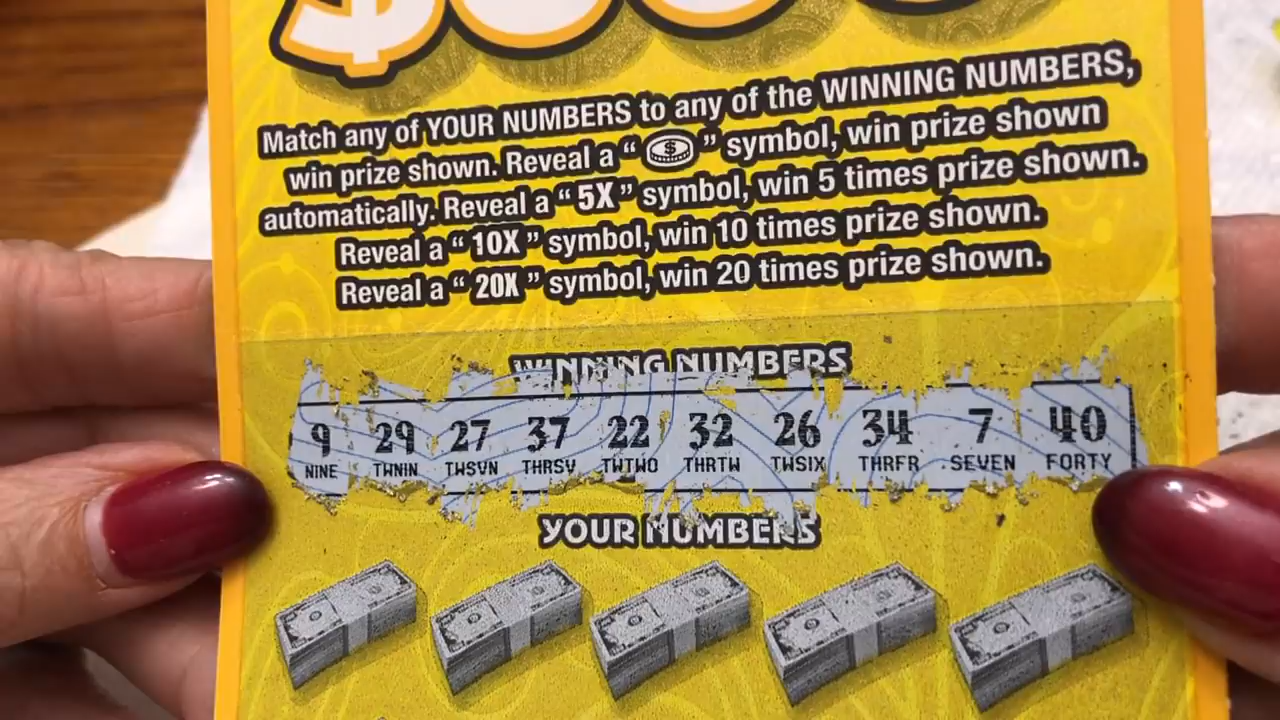 Match any of YOUR NUMBERS to any of the WINNING NUMBERS,
win prize shown. Reveal a “ $ ” symbol, win prize shown
automatically. Reveal a “ 5X ” symbol, win 5 times prize shown.
Reveal a “ 10X ” symbol, win 10 times prize shown.
Reveal a “ 20X ” symbol, win 20 times prize shown.
WINNING NUMBERS
9 29 27 37 22 32 26 34 7 40
NINE TWNIN TWSVN THRSV TWTWO THRTW TWSIX THRFR SEVEN FORTY
YOUR NUMBERS